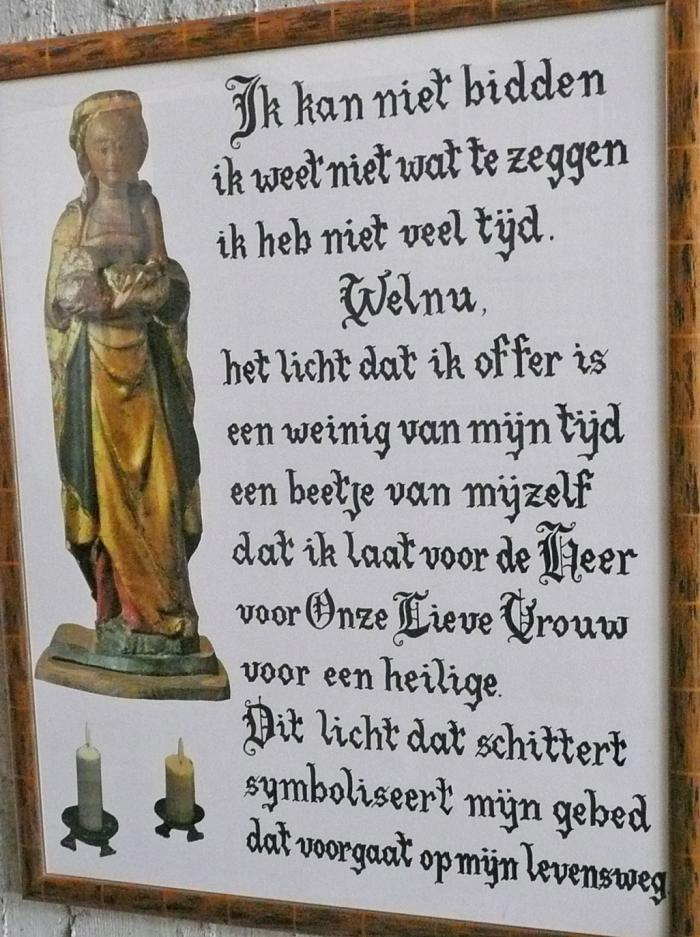 Ik kan niet bidden
ik weet niet wat te zeggen
ik heb niet veel tijd.
Welnu,
het licht dat ik offer is
een weinig van mijn tijd
een beetje van mijzelf
dat ik laat voor de Heer
voor Onze Lieve Vrouw
voor een heilige.
Dit licht dat schittert
symboliseert mijn gebed
dat voorgaat op mijn levensweg